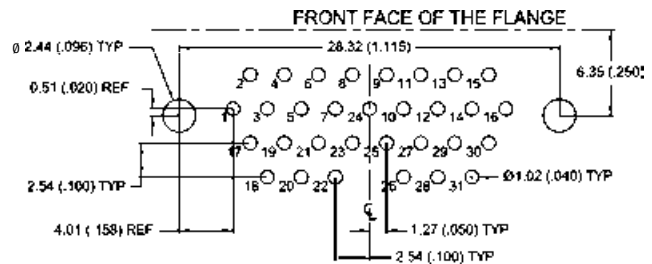 FRONT FACE OF THE FLANGE
Ø 2.44 (.096) TYP
28.32 (1.115)
6.35 (.250)
0.51 (.020) REF
2 4 6 8 9 11 13 15
1 3 5 7 24 10 12 14 16
17 19 21 23 25 27 29 30
18 20 22 26 28 31
Ø1.02 (.040) TYP
2.54 (.100) TYP
4.01 (.158) REF
1.27 (.050) TYP
2.54 (.100) TYP